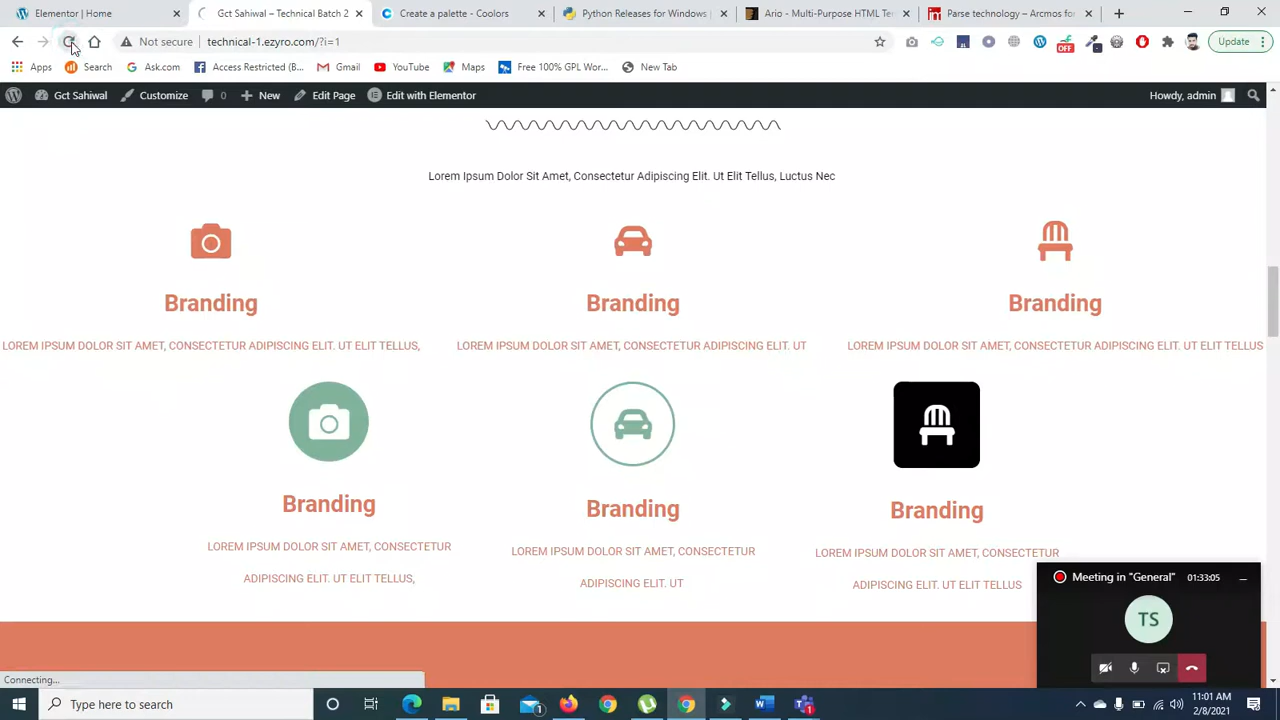 Elementor | Home
Gct Sahiwal – Technical Batch 2
Create a palette - Coolors
Python Releases for Windows
Ario - Multi-Purpose HTML Tem
Parse technology – Arcmos for
Not secure
technical-1.ezyro.com/?i=1
OFF
Update
Apps
Search
Ask.com
Access Restricted (B...
Gmail
YouTube
Maps
Free 100% GPL Wor...
New Tab
Gct Sahiwal
Customize
0
New
Edit Page
Edit with Elementor
Howdy, admin
Lorem Ipsum Dolor Sit Amet, Consectetur Adipiscing Elit. Ut Elit Tellus, Luctus Nec
Branding
Branding
Branding
LOREM IPSUM DOLOR SIT AMET, CONSECTETUR ADIPISCING ELIT. UT ELIT TELLUS,
LOREM IPSUM DOLOR SIT AMET, CONSECTETUR ADIPISCING ELIT. UT
LOREM IPSUM DOLOR SIT AMET, CONSECTETUR ADIPISCING ELIT. UT ELIT TELLUS
Branding
Branding
Branding
LOREM IPSUM DOLOR SIT AMET, CONSECTETUR
ADIPISCING ELIT. UT ELIT TELLUS,
LOREM IPSUM DOLOR SIT AMET, CONSECTETUR
ADIPISCING ELIT. UT
LOREM IPSUM DOLOR SIT AMET, CONSECTETUR
ADIPISCING ELIT. UT ELIT TELLUS
Meeting in "General"
01:33:05
TS
Connecting...
Type here to search
11:01 AM
2/8/2021